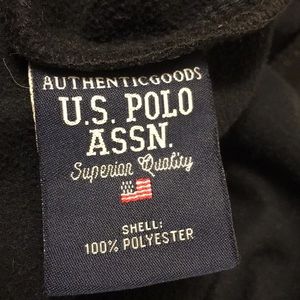 AUTHENTICGOODS
U.S. POLO
ASSN.
Superior Quality
SHELL:
100% POLYESTER